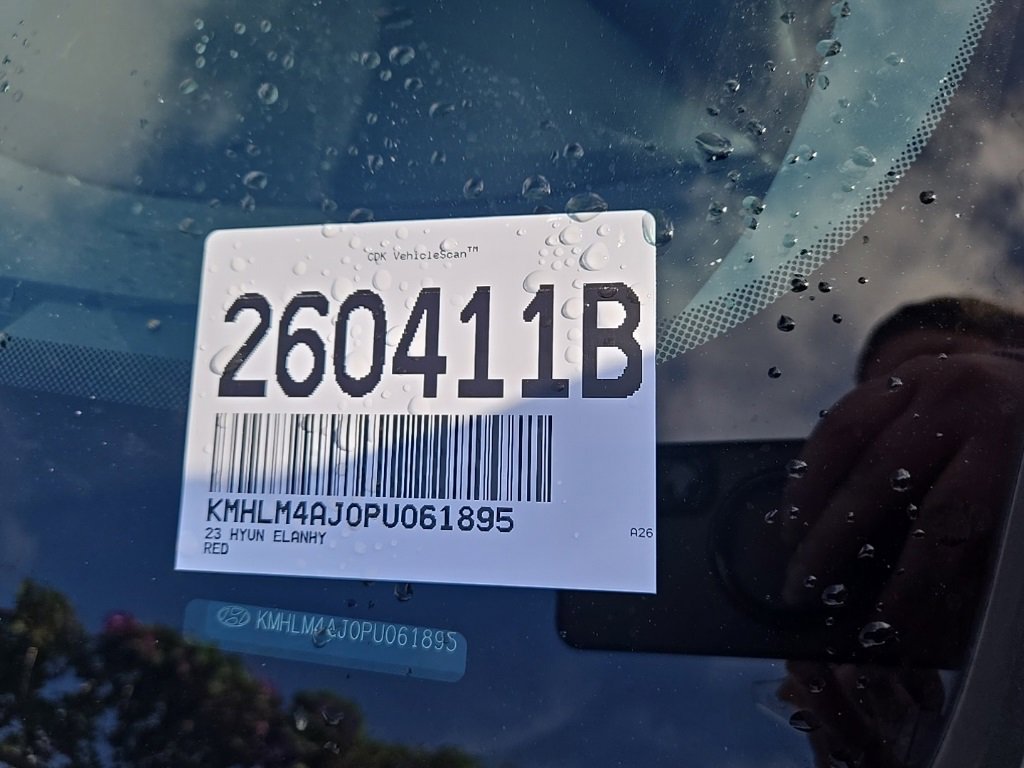 CDK VehicleScan™
260411B
KMHLM4AJ0PU061895
23 HYUN ELANHY
RED
A26
KMHLM4AJ0PU061895